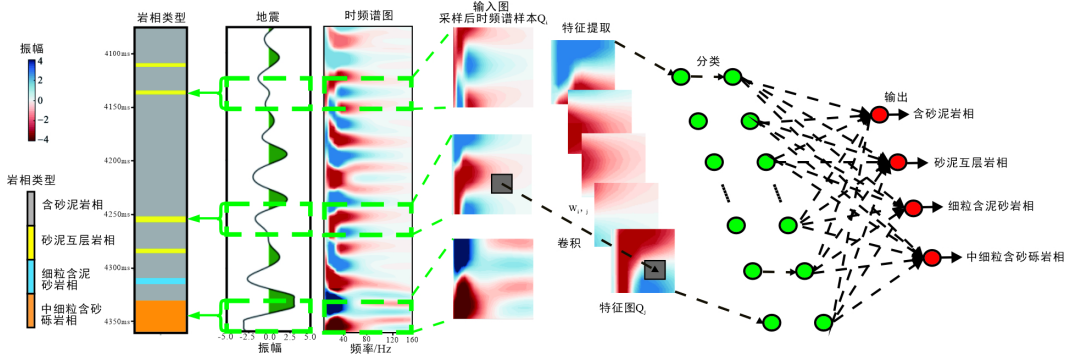 岩相类型
地震
时频谱图
输入图
采样后时频谱样本Qᵢ
特征提取
分类
输出
振幅
4
2
0
−2
−4
4100ms
4150ms
4200ms
4250ms
4300ms
4350ms
岩相类型
含砂泥岩相
砂泥互层岩相
细粒含泥
砂岩相
中细粒含砂
砾岩相
-5.0
-2.5
0
2.5
5.0
振幅
40
80
120
160
频率/Hz
卷积
特征图Qⱼ
含砂泥岩相
砂泥互层岩相
细粒含泥砂岩相
中细粒含砂砾岩相